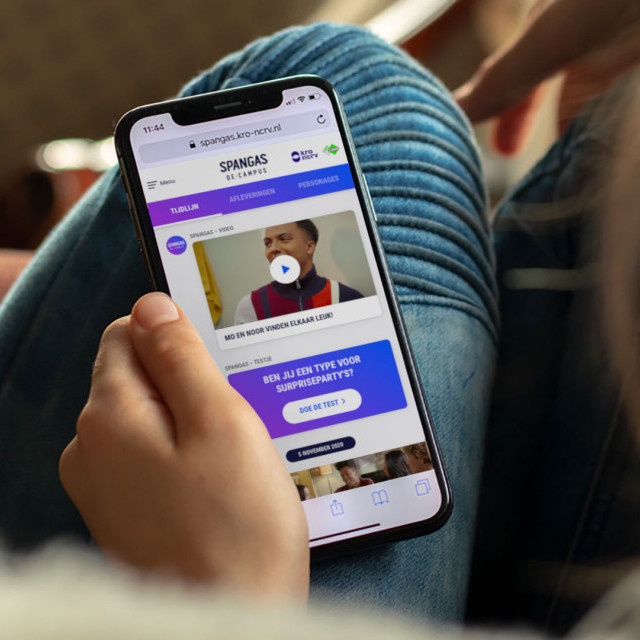 11:44
spangas.kro-ncrv.nl
Menu
SPANGAS
DE CAMPUS
kro
ncrv
TIJDLIJN
AFLEVERINGEN
PERSONAGES
SPANGAS
SPANGAS • VIDEO
MO EN NOOR VINDEN ELKAAR LEUK!
SPANGAS • TESTJE
BEN JIJ EEN TYPE VOOR
SURPRISEPARTY'S?
DOE DE TEST
5 NOVEMBER 2020